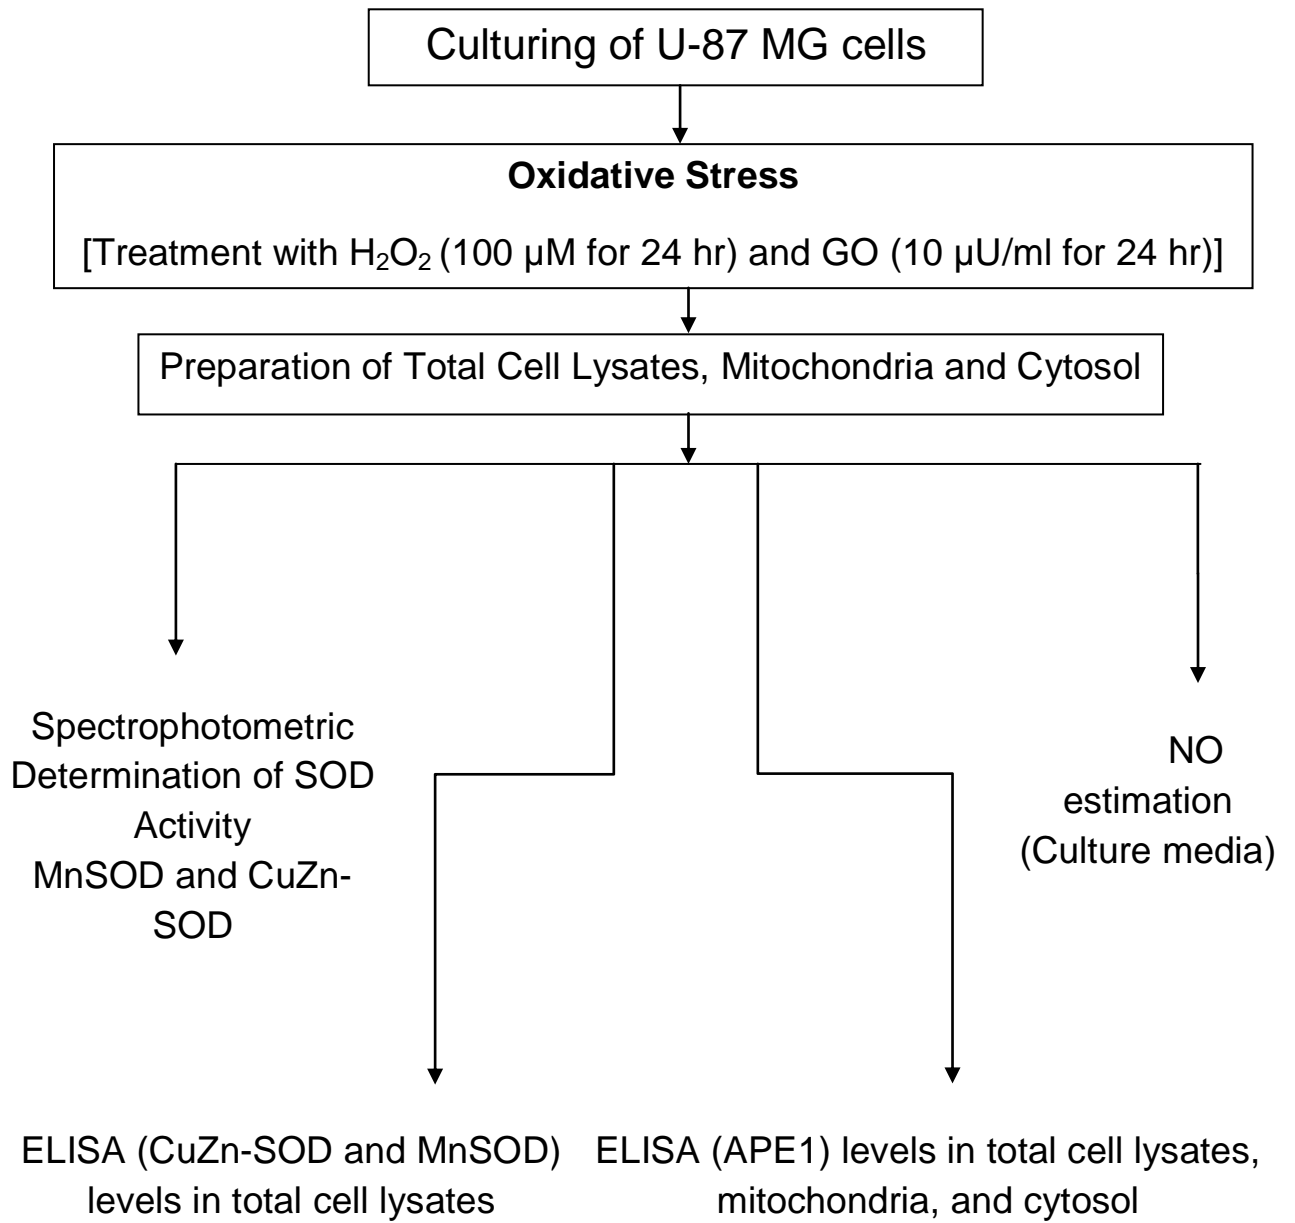 Culturing of U-87 MG cells
Oxidative Stress
[Treatment with H₂O₂ (100 µM for 24 hr) and GO (10 µU/ml for 24 hr)]
Preparation of Total Cell Lysates, Mitochondria and Cytosol
Spectrophotometric
Determination of SOD
Activity
MnSOD and CuZn-
SOD
NO
estimation
(Culture media)
ELISA (CuZn-SOD and MnSOD)
levels in total cell lysates
ELISA (APE1) levels in total cell lysates,
mitochondria, and cytosol